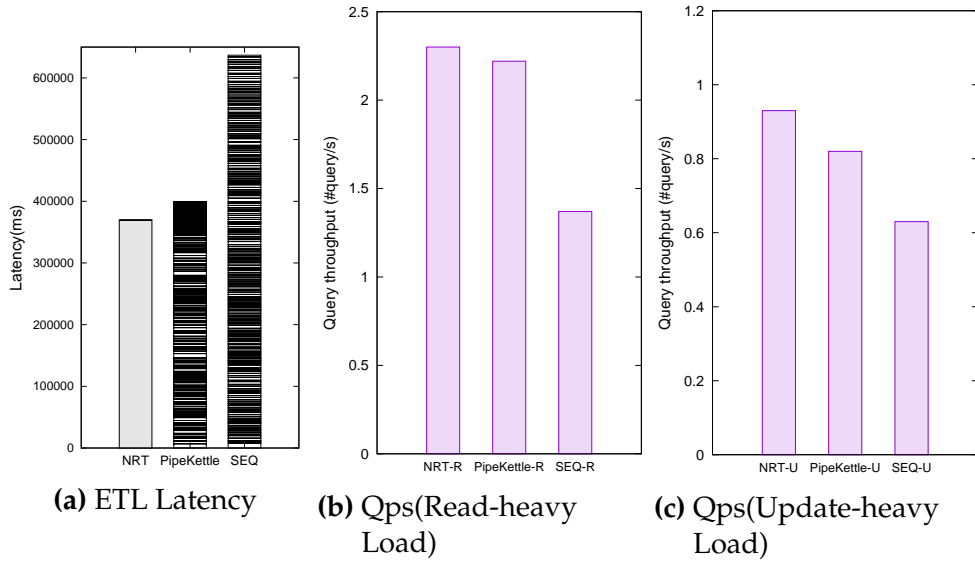 600000
500000
400000
300000
200000
100000
0
Latency(ms)
NRT PipeKettle SEQ
(a) ETL Latency
2.5
2
1.5
1
0.5
0
Query throughput (#query/s)
NRT-R PipeKettle-R SEQ-R
(b) Qps(Read-heavy
Load)
1.2
1
0.8
0.6
0.4
0.2
0
Query throughput (#query/s)
NRT-U PipeKettle-U SEQ-U
(c) Qps(Update-heavy
Load)